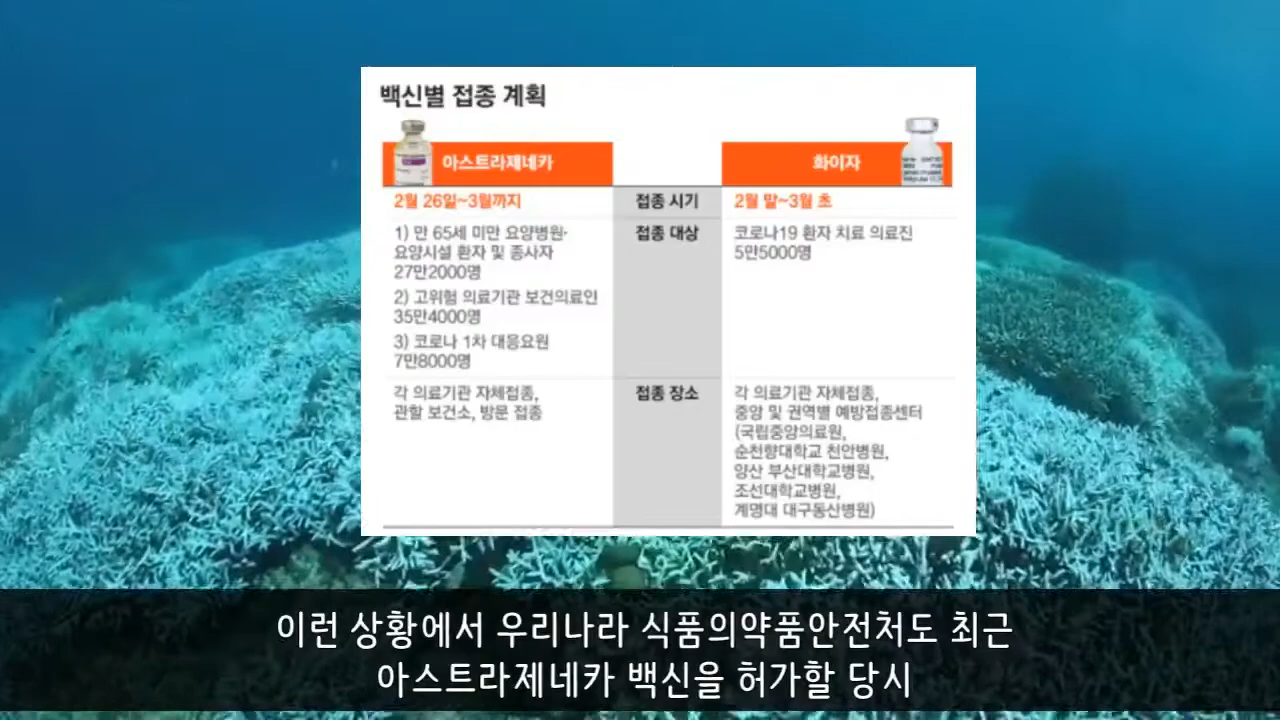 백신별 접종 계획
아스트라제네카
화이자
2월 26일~3월까지
접종 시기
2월 말~3월 초
1) 만 65세 미만 요양병원·
요양시설 환자 및 종사자
27만2000명
2) 고위험 의료기관 보건의료인
35만4000명
3) 코로나 1차 대응요원
7만8000명
접종 대상
코로나19 환자 치료 의료진
5만5000명
각 의료기관 자체접종,
관할 보건소, 방문 접종
접종 장소
각 의료기관 자체접종,
중앙 및 권역별 예방접종센터
(국립중앙의료원,
순천향대학교 천안병원,
양산 부산대학교병원,
조선대학교병원,
계명대 대구동산병원)
이런 상황에서 우리나라 식품의약품안전처도 최근
아스트라제네카 백신을 허가할 당시